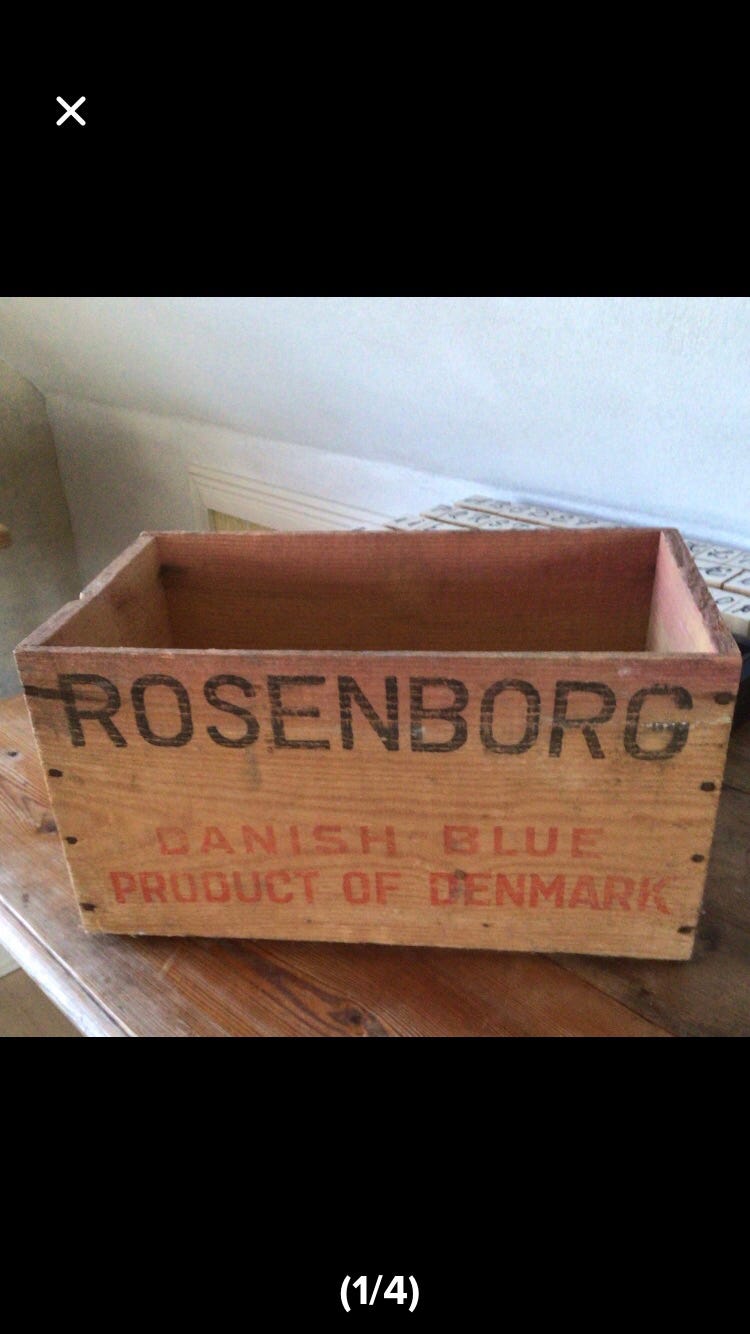 ROSENBORG
DANISH BLUE
PRODUCT OF DENMARK
(1/4)